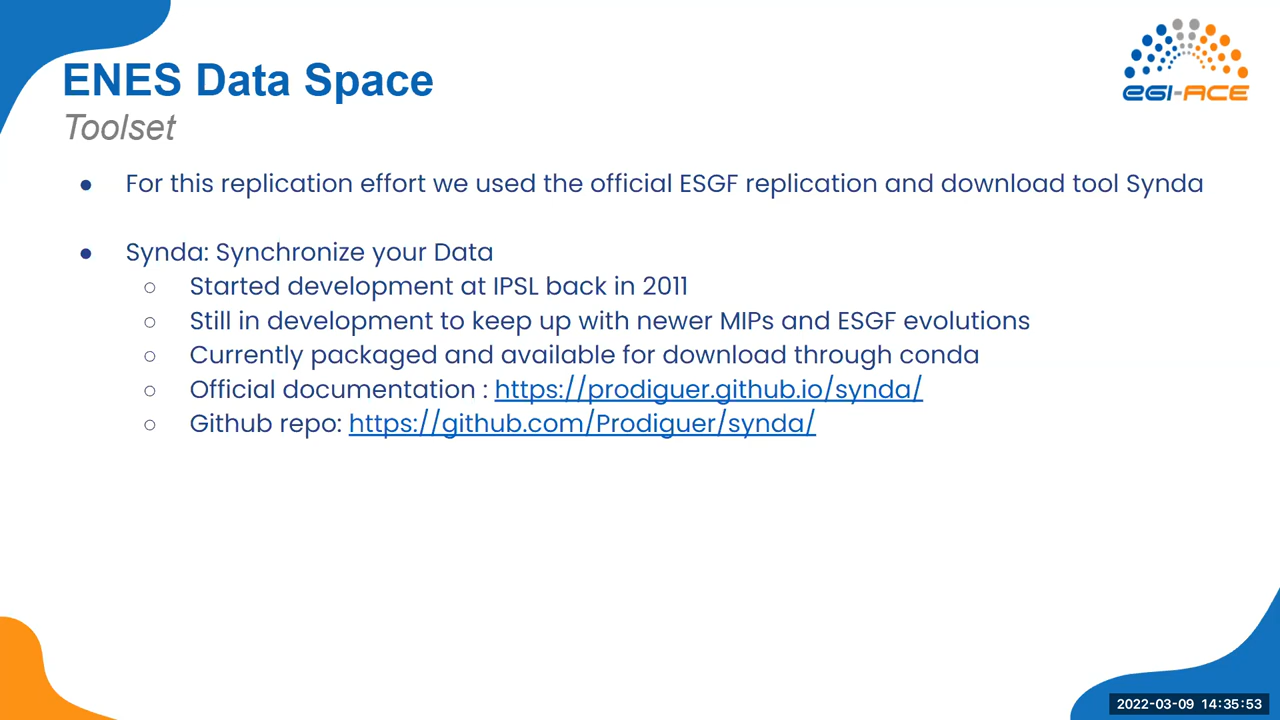 ENES Data Space
Toolset
EGI-ACE
● For this replication effort we used the official ESGF replication and download tool Synda
● Synda: Synchronize your Data
○ Started development at IPSL back in 2011
○ Still in development to keep up with newer MIPs and ESGF evolutions
○ Currently packaged and available for download through conda
○ Official documentation : https://prodiguer.github.io/synda/
○ Github repo: https://github.com/Prodiguer/synda/
2022-03-09 14:35:53